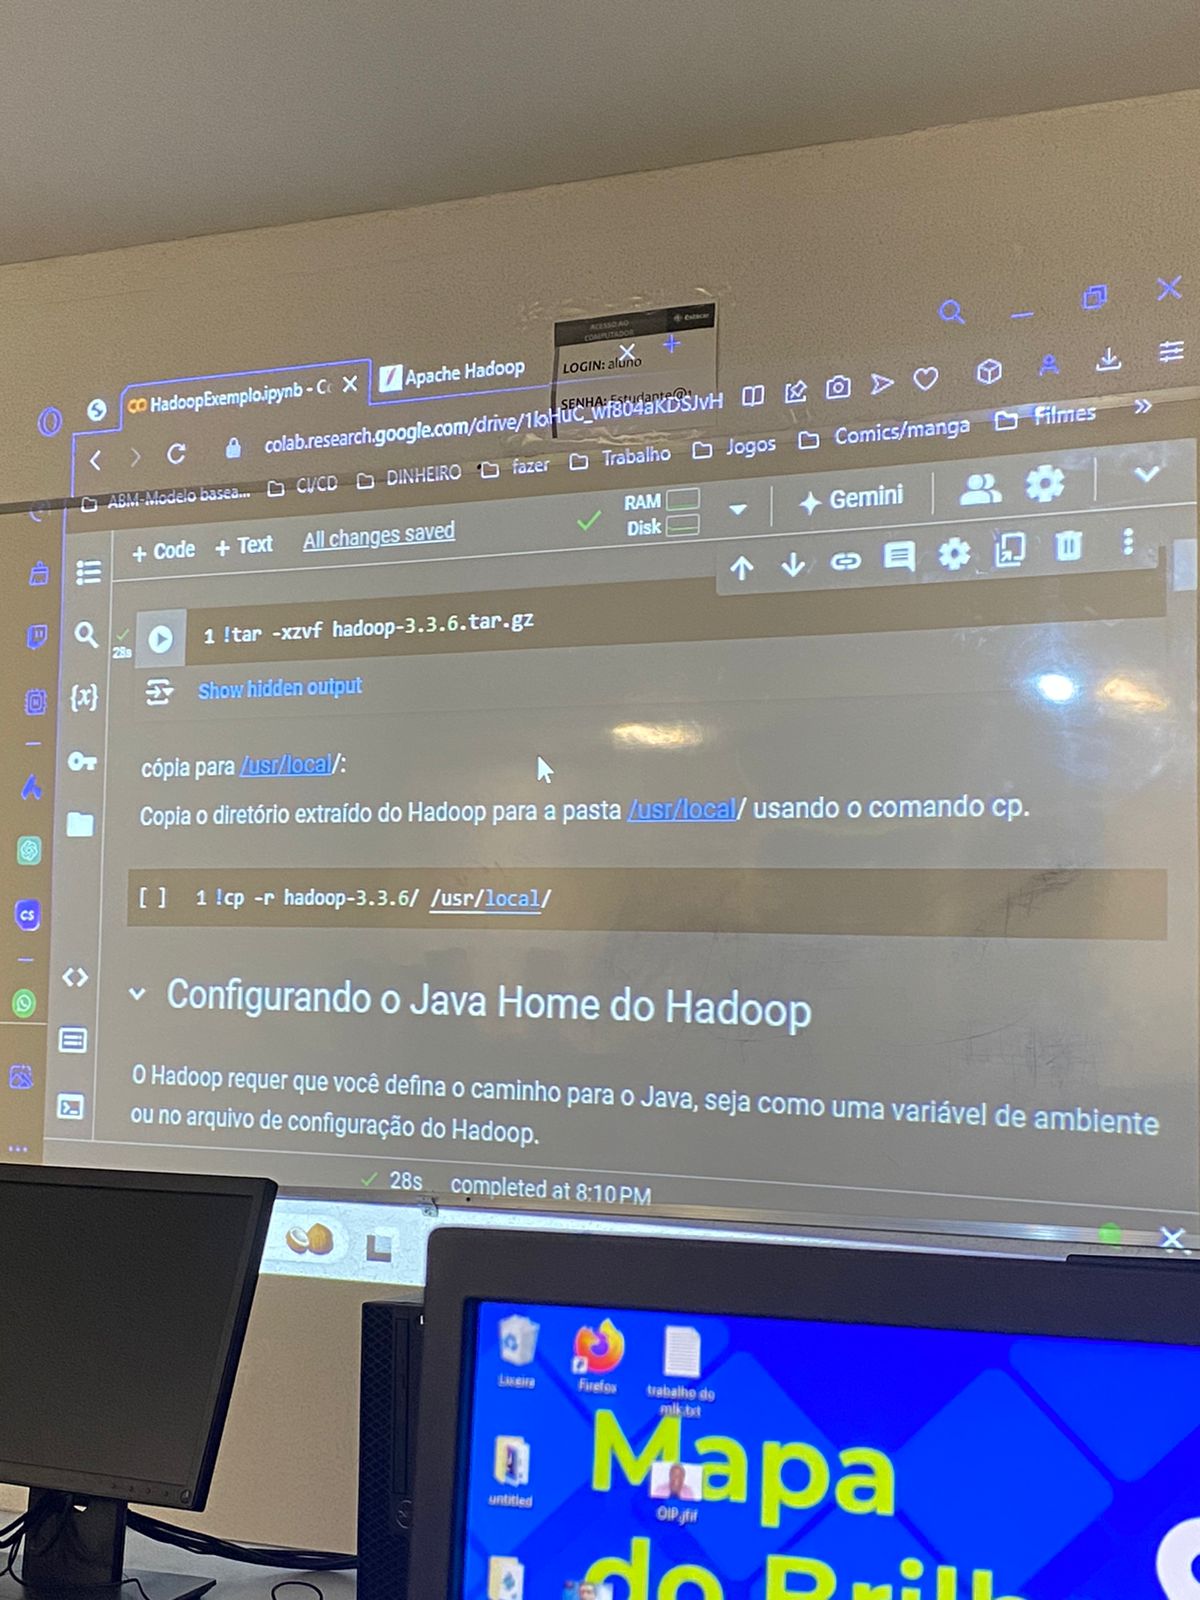 ACESSO AO
COMPUTADOR
Estácio
LOGIN: aluno
SENHA: Estudante@1
HadoopExemplo.ipynb - Co
Apache Hadoop
colab.research.google.com/drive/
ABM-Modelo basea...
CI/CD
DINHEIRO
fazer
Trabalho
Jogos
Comics/manga
Filmes
+ Code + Text All changes saved
RAM
Disk
Gemini
28s
1 !tar -xzvf hadoop-3.3.6.tar.gz
Show hidden output
{x}
cópia para /usr/local/:
Copia o diretório extraído do Hadoop para a pasta /usr/local/ usando o comando cp.
[ ] 1 !cp -r hadoop-3.3.6/ /usr/local/
CS
Configurando o Java Home do Hadoop
O Hadoop requer que você defina o caminho para o Java, seja como uma variável de ambiente
ou no arquivo de configuração do Hadoop.
28s completed at 8:10 PM
Lixeira
Firefox
trabalho do
mlk.txt
untitled
OIP.jfif
Mapa
do Brilh